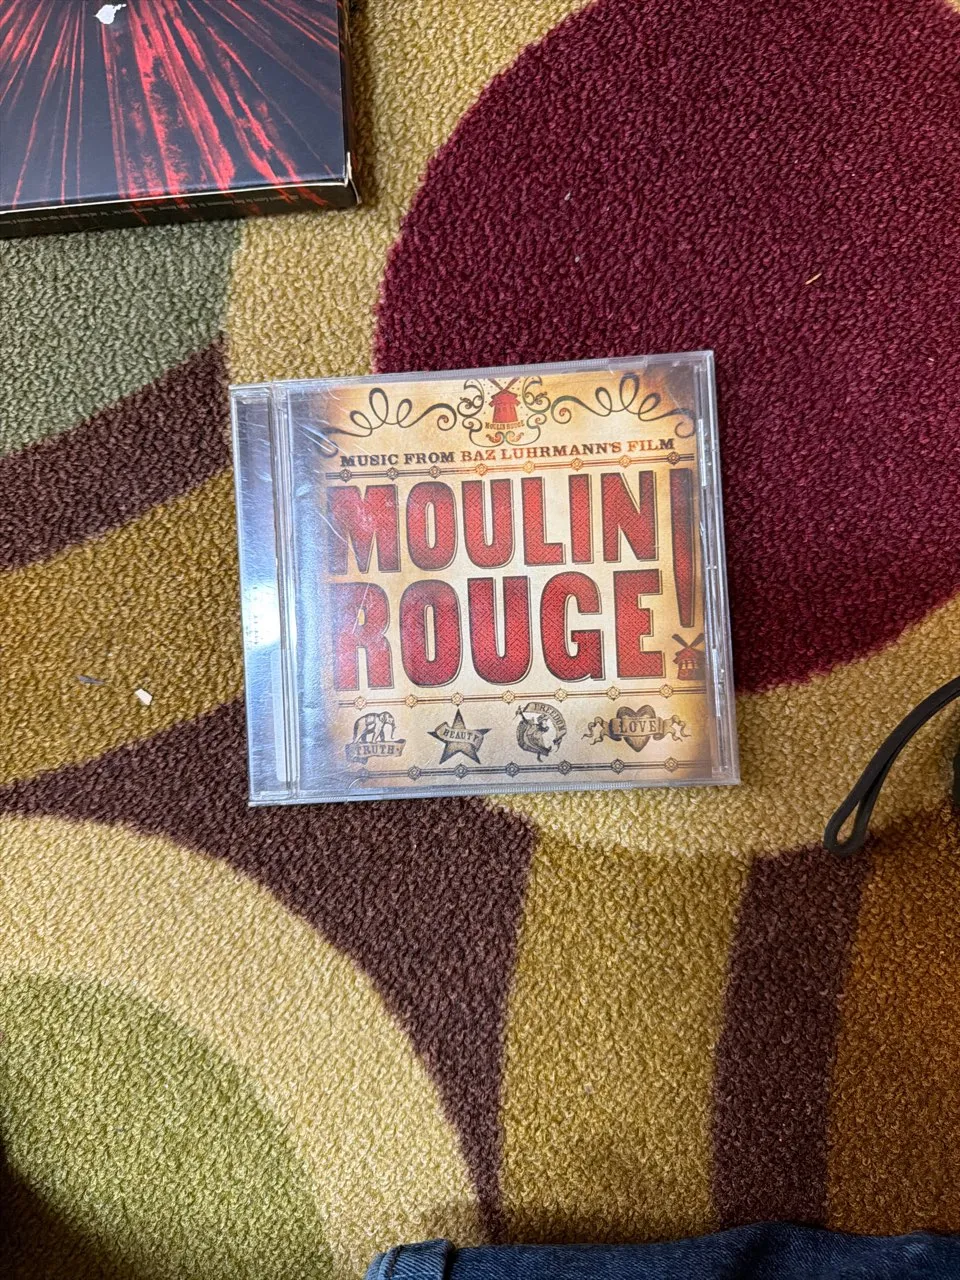 MOULIN ROUGE
MUSIC FROM BAZ LUHRMANN'S FILM
MOULIN
ROUGE!
TRUTH
BEAUTY
FREEDOM
LOVE